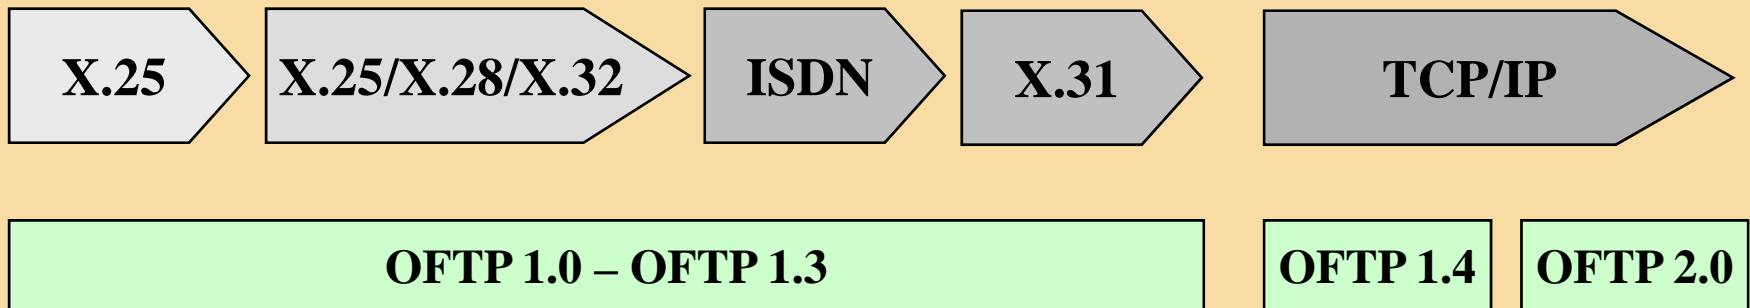 X.25
X.25/X.28/X.32
ISDN
X.31
TCP/IP
OFTP 1.0 – OFTP 1.3
OFTP 1.4
OFTP 2.0